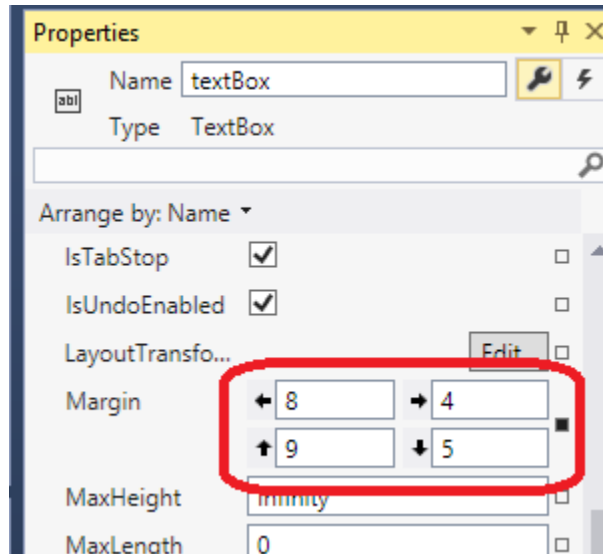 Properties
Name textBox
abl
Type TextBox
Arrange by: Name
IsTabStop
IsUndoEnabled
LayoutTransfo... Edit...
Margin 8 4
9 5
MaxHeight Infinity
MaxLength 0